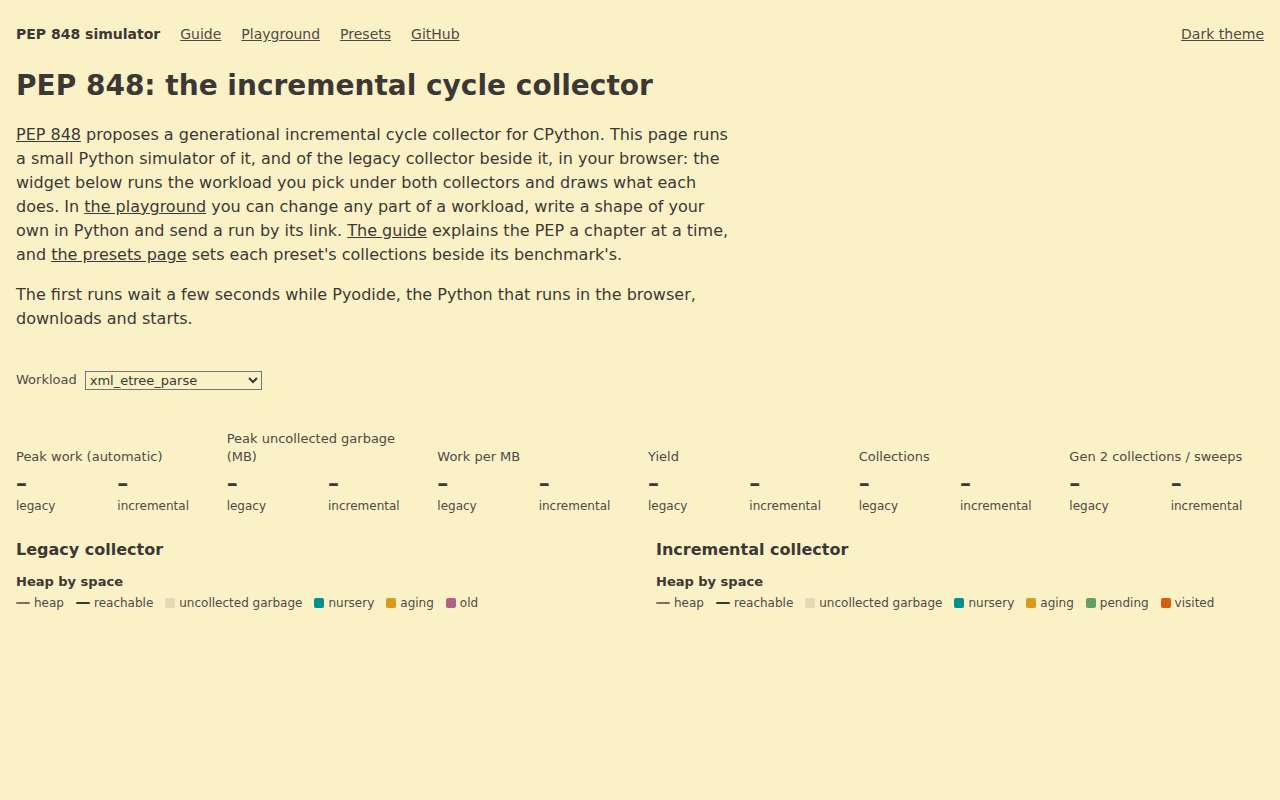 PEP 848 simulator Guide Playground Presets GitHub Dark theme
PEP 848: the incremental cycle collector
PEP 848 proposes a generational incremental cycle collector for CPython. This page runs
a small Python simulator of it, and of the legacy collector beside it, in your browser: the
widget below runs the workload you pick under both collectors and draws what each
does. In the playground you can change any part of a workload, write a shape of your
own in Python and send a run by its link. The guide explains the PEP a chapter at a time,
and the presets page sets each preset's collections beside its benchmark's.
The first runs wait a few seconds while Pyodide, the Python that runs in the browser,
downloads and starts.
Workload xml_etree_parse
Peak work (automatic)
– –
legacy incremental
Peak uncollected garbage
(MB)
– –
legacy incremental
Work per MB
– –
legacy incremental
Yield
– –
legacy incremental
Collections
– –
legacy incremental
Gen 2 collections / sweeps
– –
legacy incremental
Legacy collector
Heap by space
heap reachable uncollected garbage nursery aging old
Incremental collector
Heap by space
heap reachable uncollected garbage nursery aging pending visited